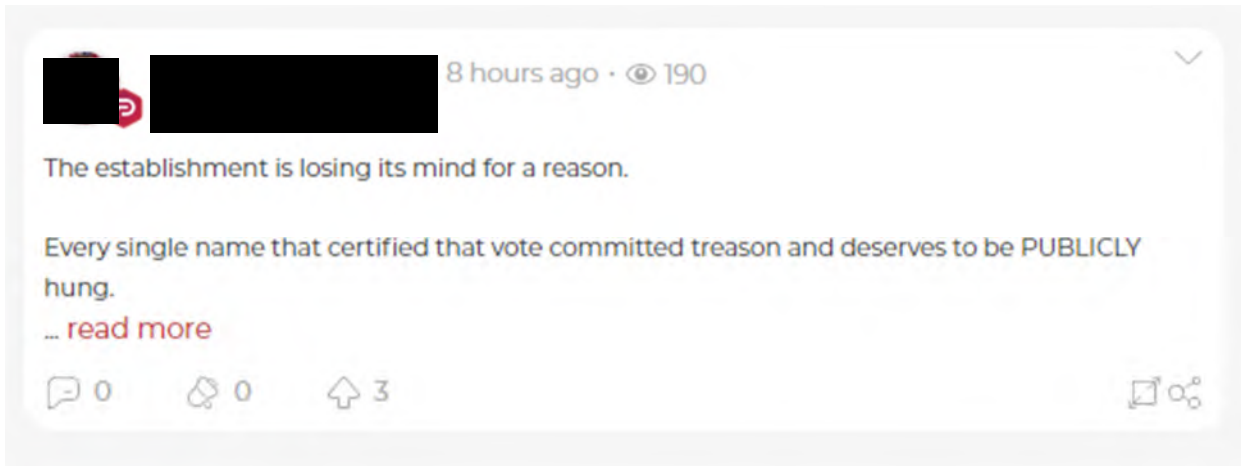 8 hours ago · 190
The establishment is losing its mind for a reason.
Every single name that certified that vote committed treason and deserves to be PUBLICLY
hung.
... read more
0 0 3